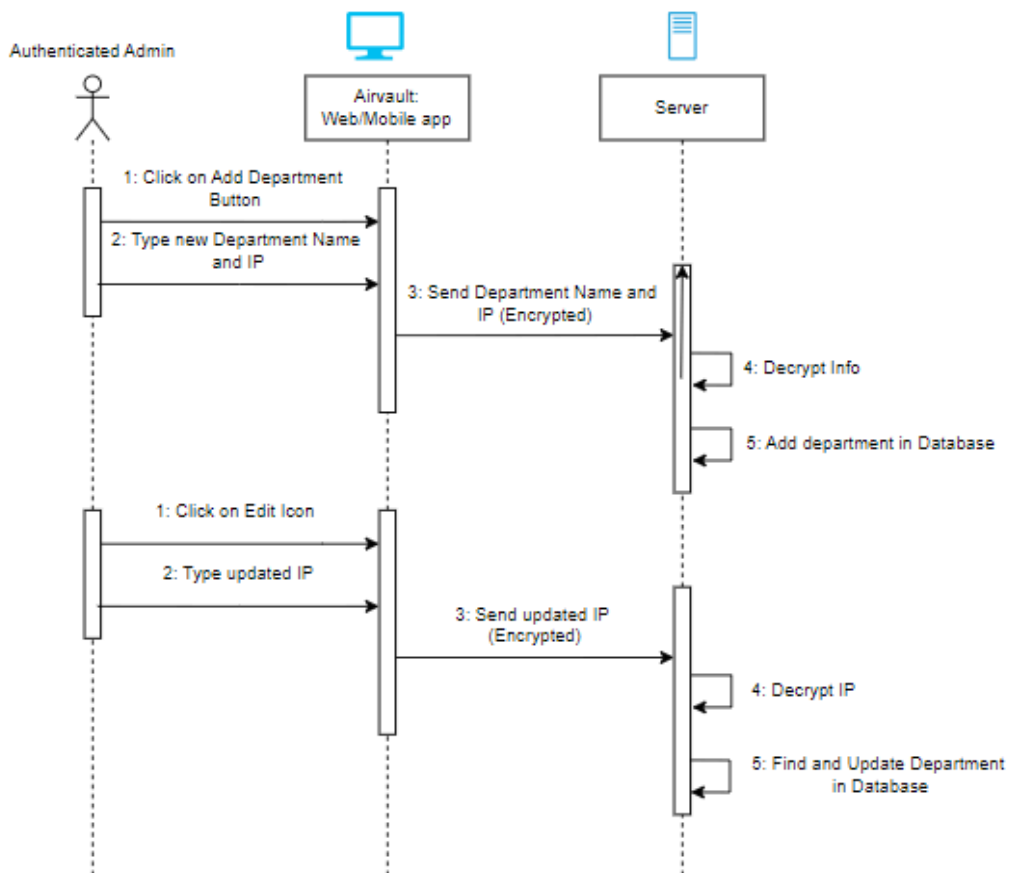 Authenticated Admin
Airvault:
Web/Mobile app
Server
1: Click on Add Department
Button
2: Type new Department Name
and IP
3: Send Department Name and
IP (Encrypted)
4: Decrypt Info
5: Add department in Database
1: Click on Edit Icon
2: Type updated IP
3: Send updated IP
(Encrypted)
4: Decrypt IP
5: Find and Update Department
in Database